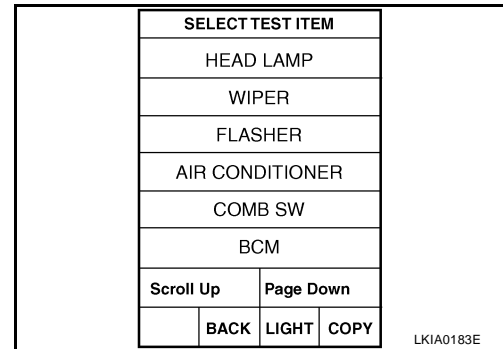 SELECT TEST ITEM
HEAD LAMP
WIPER
FLASHER
AIR CONDITIONER
COMB SW
BCM
Scroll Up Page Down
BACK LIGHT COPY
LKIA0183E